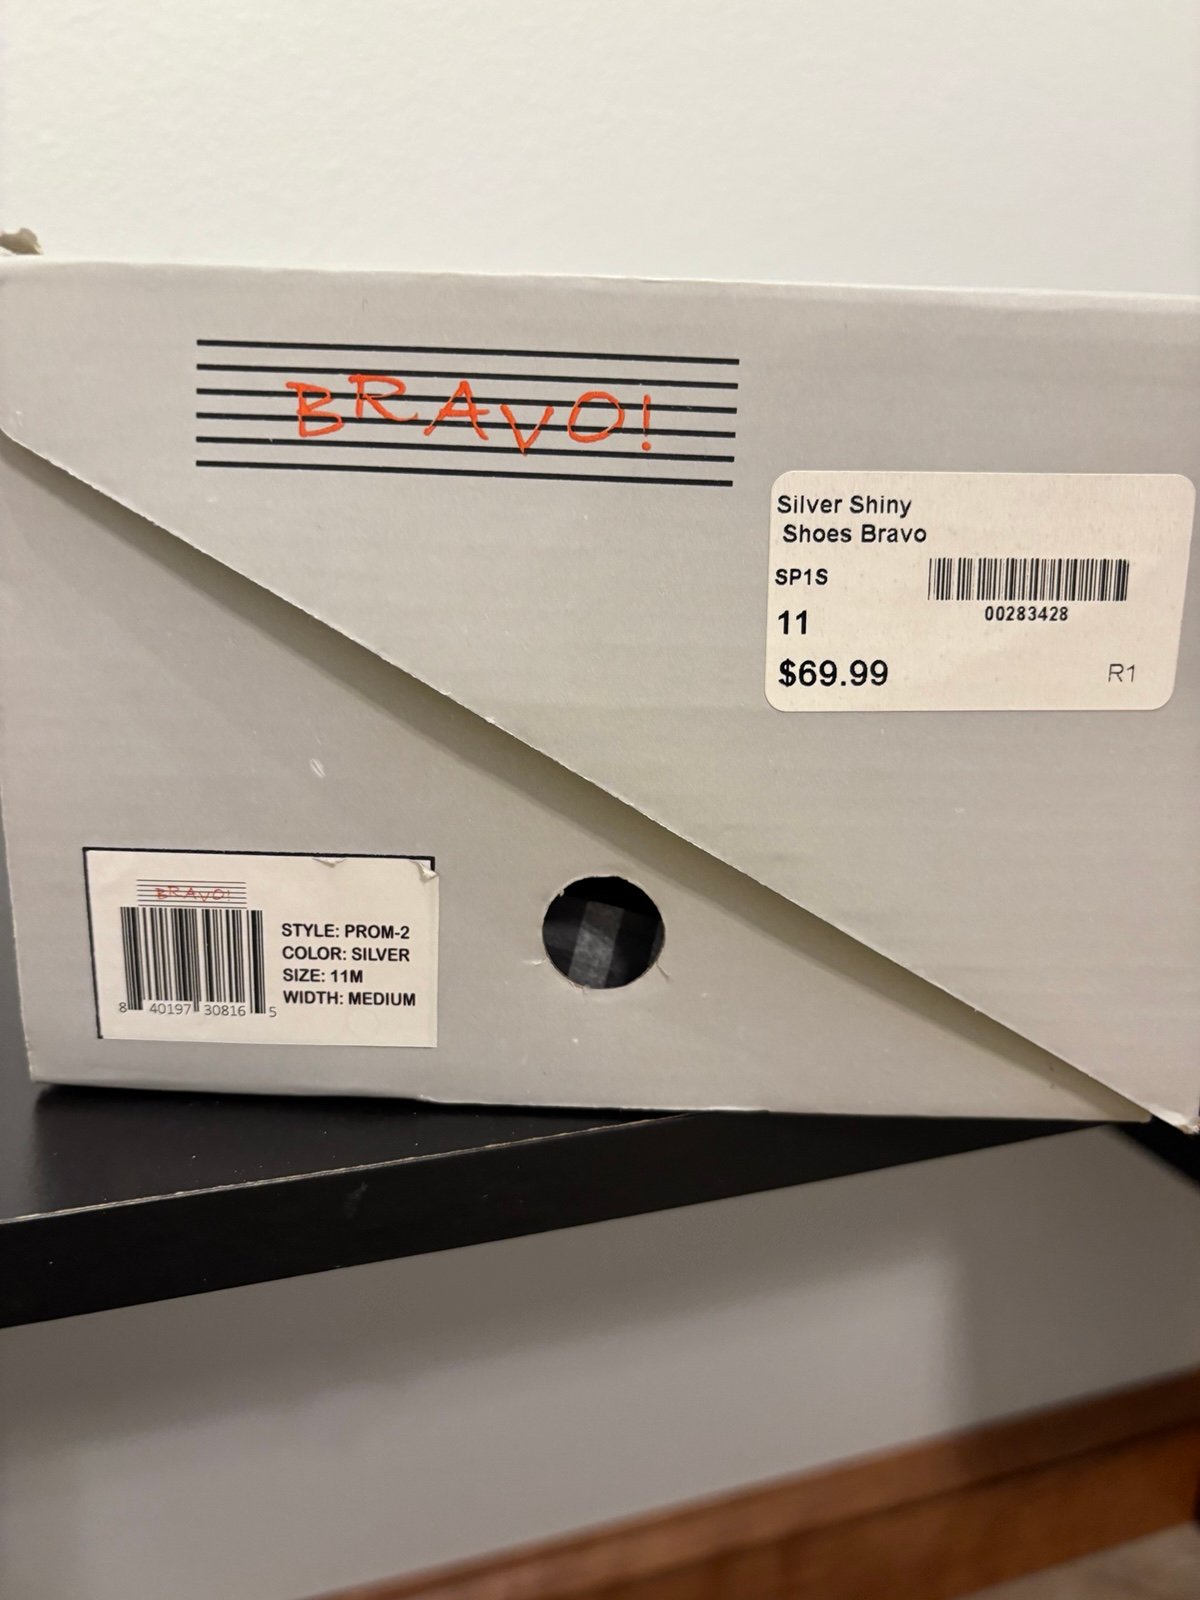 BRAVO!
Silver Shiny
Shoes Bravo
SP1S
00283428
11
$69.99
R1
BRAVO!
STYLE: PROM-2
COLOR: SILVER
SIZE: 11M
WIDTH: MEDIUM
8 40197 30816 5